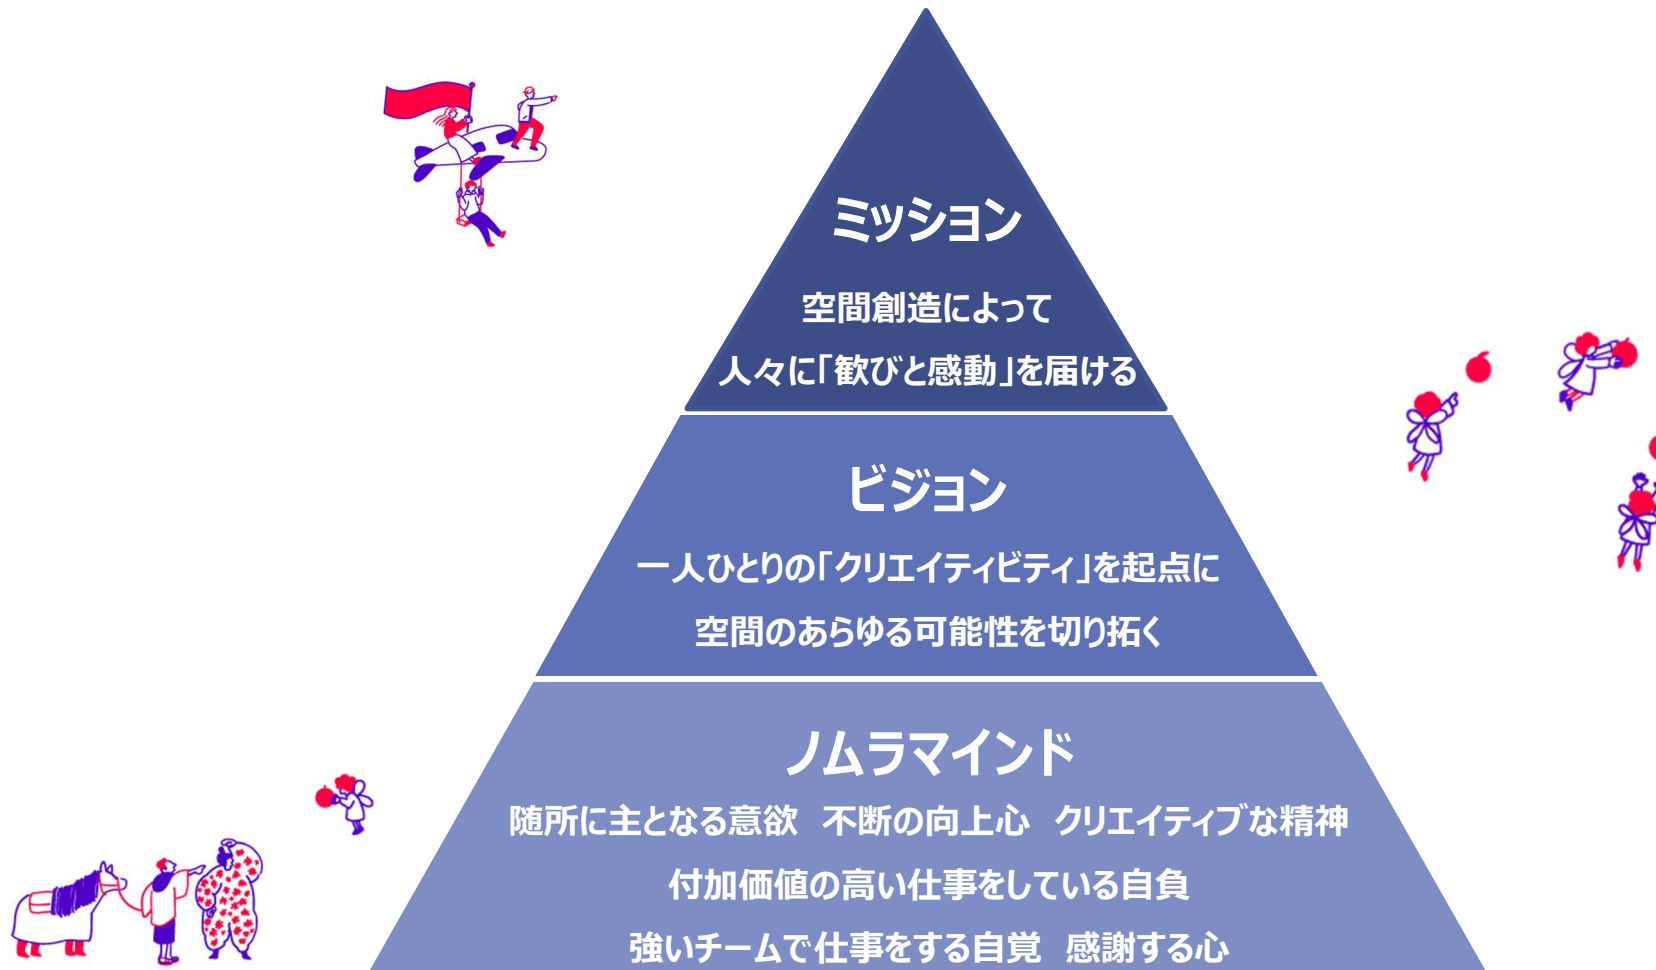 ミッション
空間創造によって
人々に「歓びと感動」を届ける
ビジョン
一人ひとりの「クリエイティビティ」を起点に
空間のあらゆる可能性を切り拓く
ノムラマインド
随所に主となる意欲　不断の向上心　クリエイティブな精神
付加価値の高い仕事をしている自負
強いチームで仕事をする自覚　感謝する心